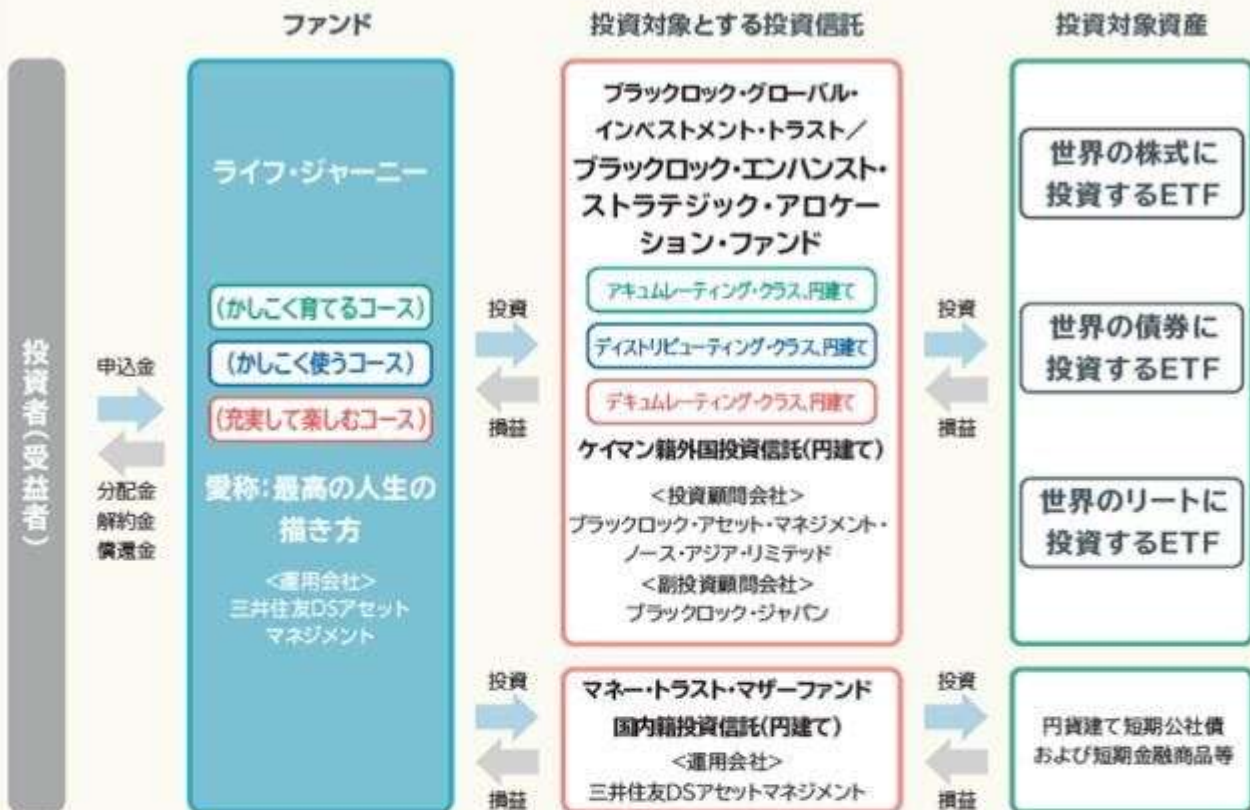 ファンド
投資対象とする投資信託
投資対象資産
投資者(受益者)
申込金
分配金
解約金
償還金
ライフ・ジャーニー
(かしこく育てるコース)
(かしこく使うコース)
(充実して楽しむコース)
愛称:最高の人生の
描き方
<運用会社>
三井住友DSアセット
マネジメント
投資
損益
ブラックロック・グローバル・
インベストメント・トラスト／
ブラックロック・エンハンスト・
ストラテジック・アロケー
ション・ファンド
アキュムレーティング・クラス、円建て
ディストリビューティング・クラス、円建て
デキュムレーティング・クラス、円建て
ケイマン籍外国投資信託(円建て)
<投資顧問会社>
ブラックロック・アセット・マネジメント・
ノース・アジア・リミテッド
<副投資顧問会社>
ブラックロック・ジャパン
投資
損益
世界の株式に
投資するETF
世界の債券に
投資するETF
世界のリートに
投資するETF
投資
損益
マネー・トラスト・マザーファンド
国内籍投資信託(円建て)
<運用会社>
三井住友DSアセットマネジメント
投資
損益
円貨建て短期公社債
および短期金融商品等